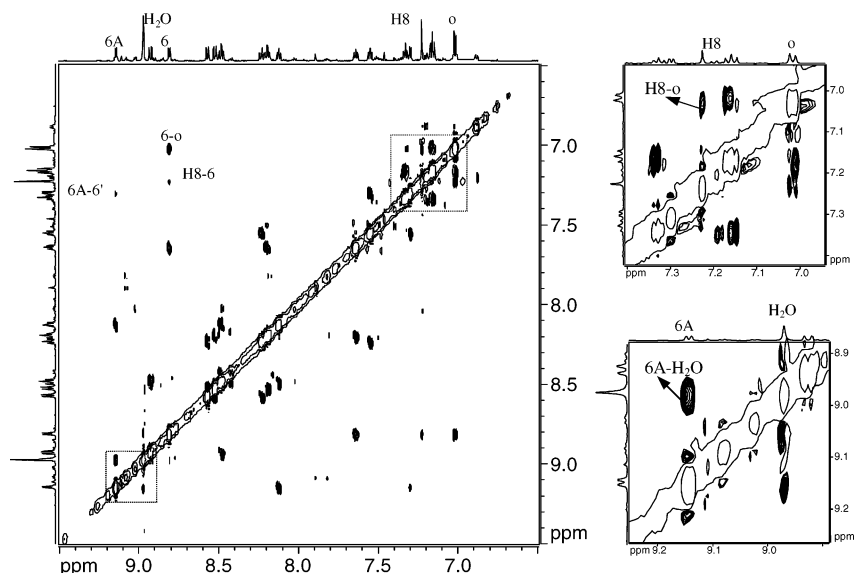 H₂O
6A
6
H8
o
6-o
H8-6
6A-6'
7.0
7.5
8.0
8.5
9.0
ppm
ppm 9.0 8.5 8.0 7.5 7.0
H8
o
H8-o
7.0
7.1
7.2
7.3
ppm
ppm 7.3 7.2 7.1 7.0
H₂O
6A
6A-H₂O
8.9
9.0
9.1
9.2
ppm 9.2 9.1 9.0 ppm